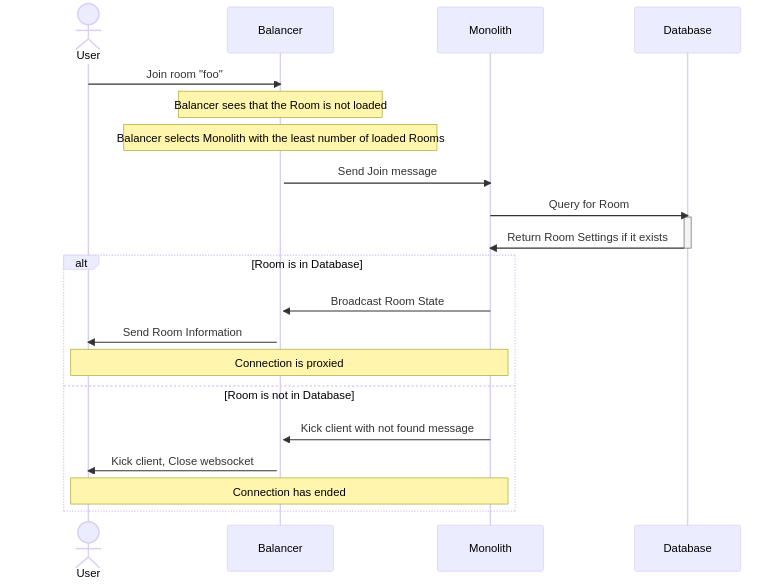 User
Balancer
Monolith
Database
Join room "foo"
Balancer sees that the Room is not loaded
Balancer selects Monolith with the least number of loaded Rooms
Send Join message
Query for Room
Return Room Settings if it exists
alt
[Room is in Database]
Broadcast Room State
Send Room Information
Connection is proxied
[Room is not in Database]
Kick client with not found message
Kick client, Close websocket
Connection has ended
User
Balancer
Monolith
Database